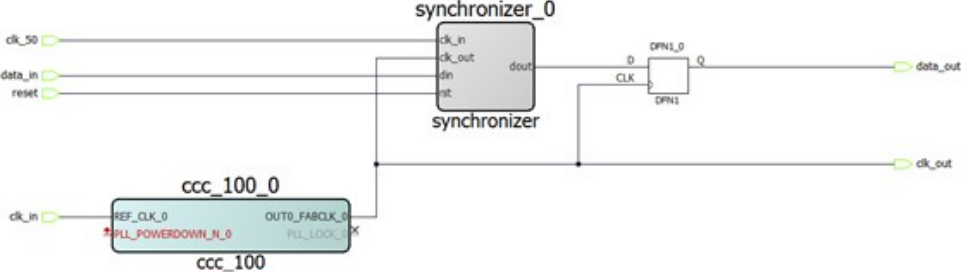 synchronizer_0
clk_50
clk_in
clk_out
data_in
din
dout
reset
rst
synchronizer
DFN1_0
D
Q
CLK
DFN1
data_out
clk_out
ccc_100_0
clk_in
REF_CLK_0
OUT0_FABCLK_0
PLL_POWERDOWN_N_0
PLL_LOCK_0
ccc_100